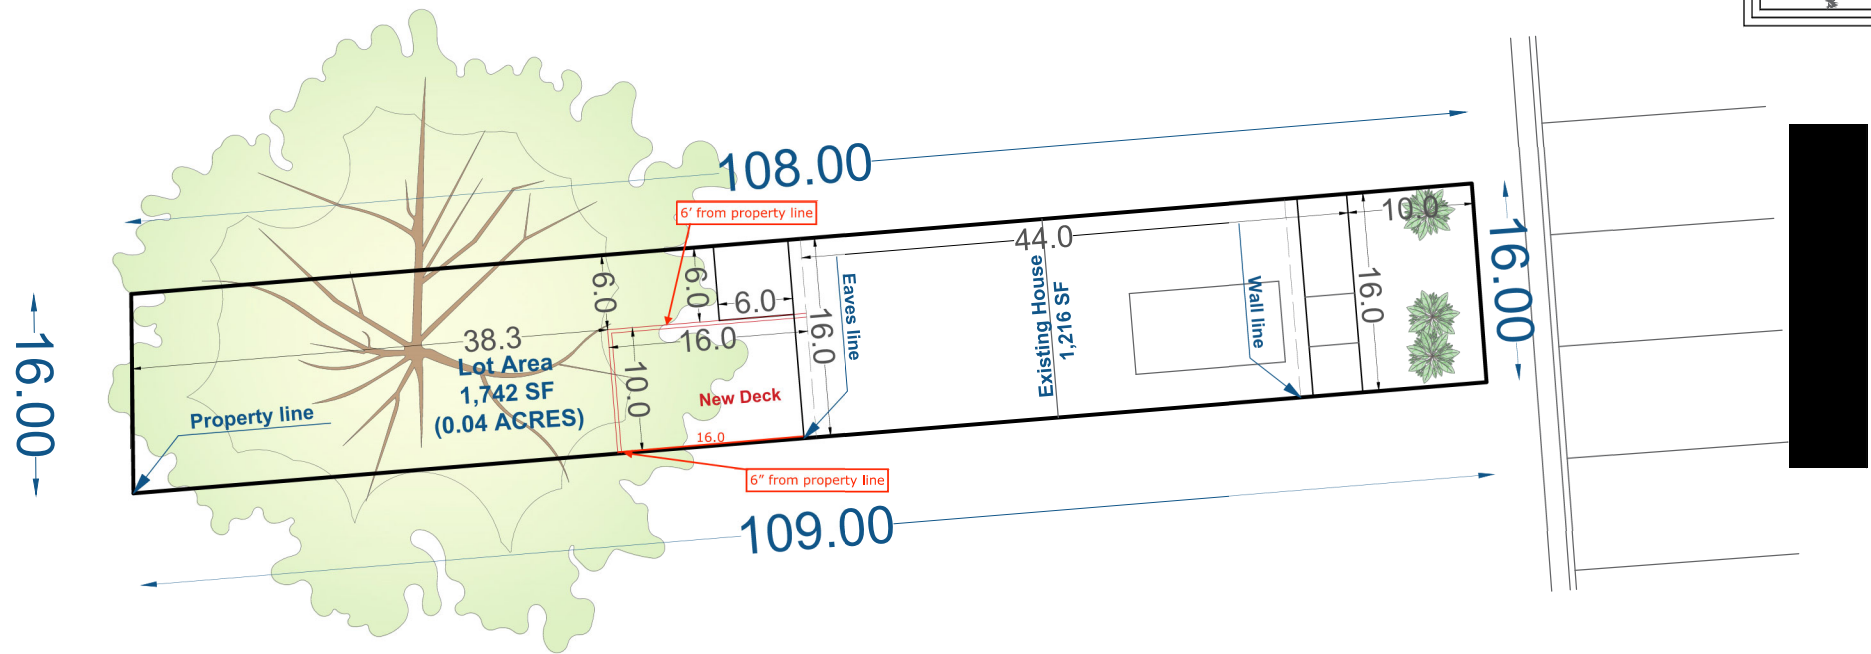 108.00
6' from property line
10.0
44.0
16.00
6.0
6.0
6.0
Eaves line
Existing House
1,216 SF
Wall line
16.0
16.0
16.0
38.3
Lot Area
1,742 SF
(0.04 ACRES)
10.0
New Deck
16.00
Property line
16.0
6" from property line
109.00